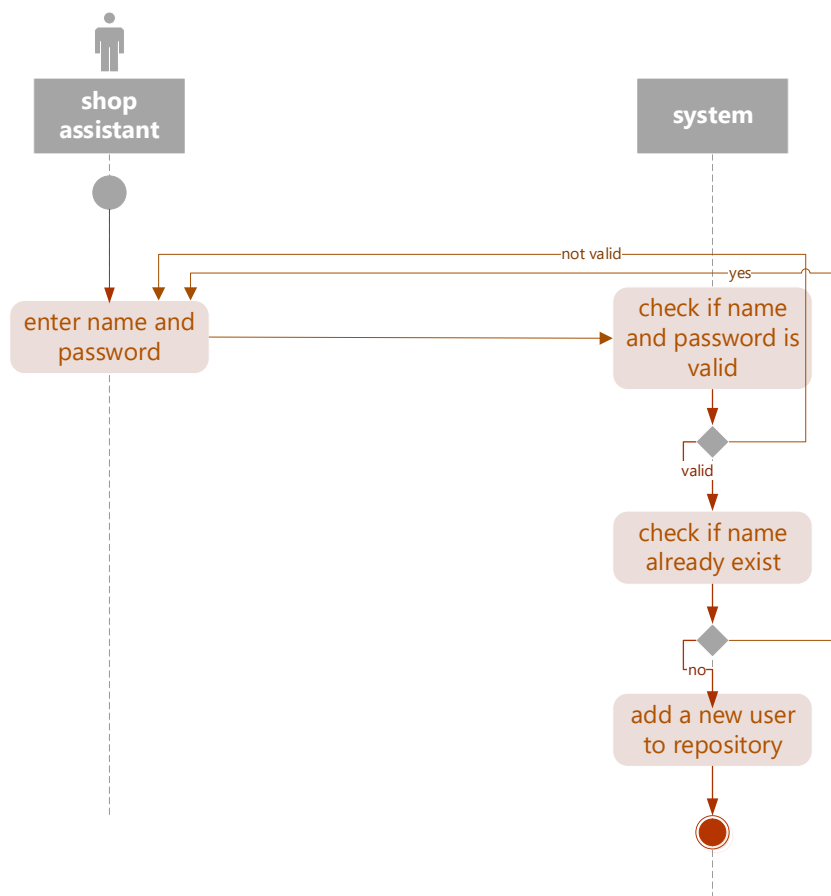 shop
assistant
system
not valid
yes
enter name and
password
check if name
and password is
valid
valid
check if name
already exist
no
add a new user
to repository